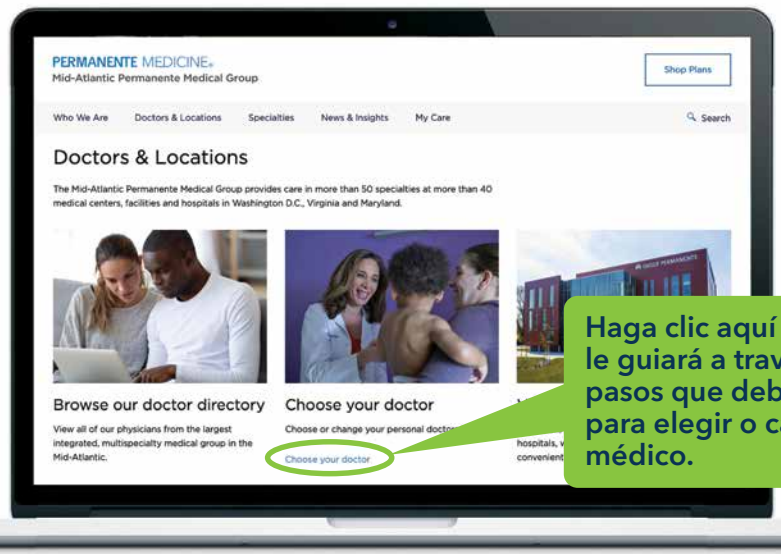 PERMANENTE MEDICINE®
Mid-Atlantic Permanente Medical Group
Shop Plans
Who We Are Doctors & Locations Specialties News & Insights My Care Search
Doctors & Locations
The Mid-Atlantic Permanente Medical Group provides care in more than 50 specialties at more than 40
medical centers, facilities and hospitals in Washington D.C., Virginia and Maryland.
KAISER PERMANENTE
Browse our doctor directory
View all of our physicians from the largest
integrated, multispecialty medical group in the
Mid-Atlantic.
Choose your doctor
Choose or change your personal doctor
Choose your doctor
hospitals,
convenient
Haga clic aquí
le guiará a
pasos que
para elegir o
médico.